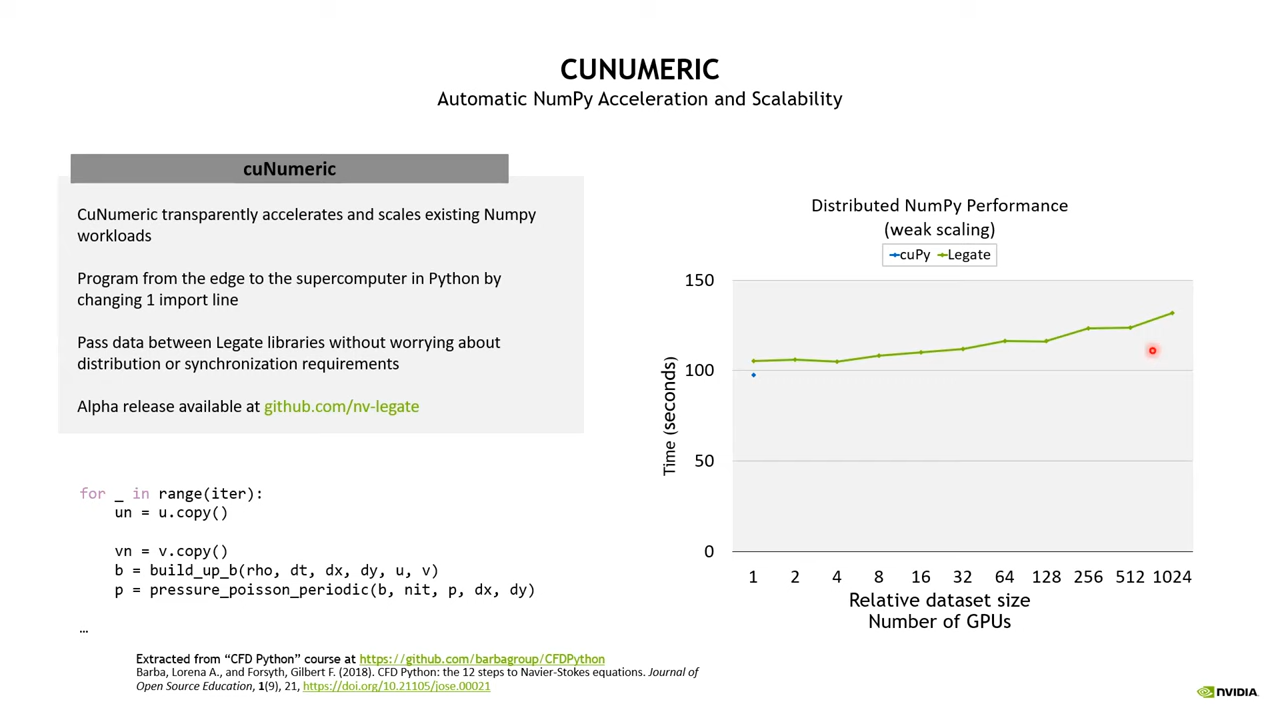 CUNUMERIC
Automatic NumPy Acceleration and Scalability
cuNumeric
CuNumeric transparently accelerates and scales existing Numpy
workloads
Program from the edge to the supercomputer in Python by
changing 1 import line
Pass data between Legate libraries without worrying about
distribution or synchronization requirements
Alpha release available at github.com/nv-legate
for _ in range(iter):
    un = u.copy()
    vn = v.copy()
    b = build_up_b(rho, dt, dx, dy, u, v)
    p = pressure_poisson_periodic(b, nit, p, dx, dy)
…
Extracted from “CFD Python” course at https://github.com/barbagroup/CFDPython
Barba, Lorena A., and Forsyth, Gilbert F. (2018). CFD Python: the 12 steps to Navier-Stokes equations. Journal of
Open Source Education, 1(9), 21, https://doi.org/10.21105/jose.00021
Distributed NumPy Performance
(weak scaling)
cuPy Legate
150
100
50
0
Time (seconds)
1 2 4 8 16 32 64 128 256 512 1024
Relative dataset size
Number of GPUs
NVIDIA.